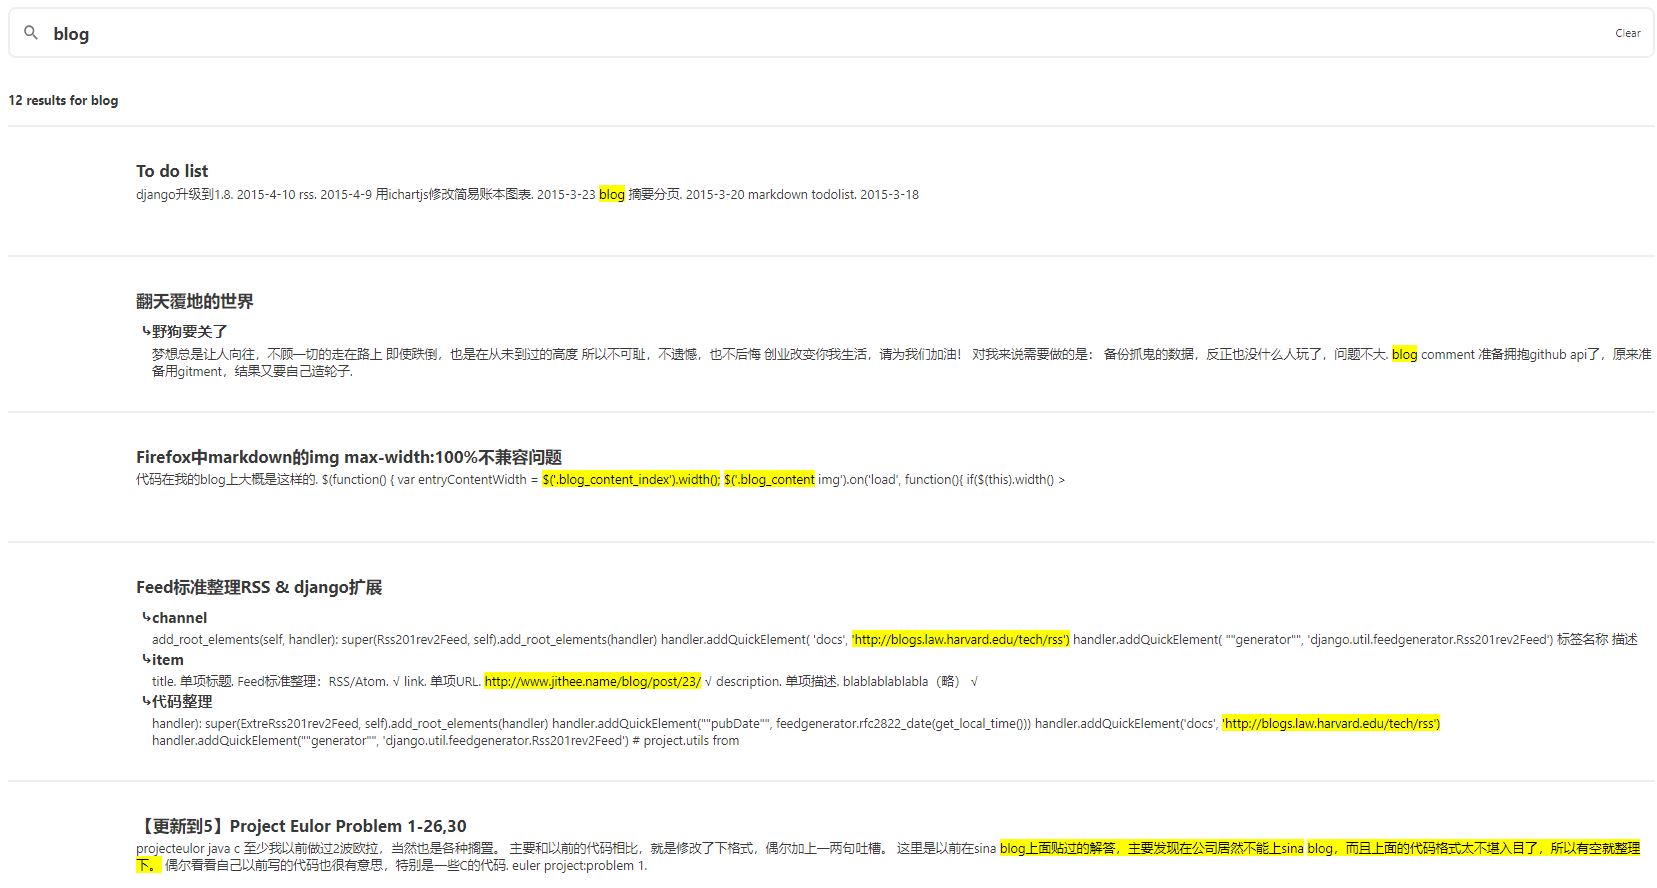 blog
Clear
12 results for blog
To do list
django升级到1.8. 2015-4-10 rss. 2015-4-9 用ichartjs修改简易账本图表. 2015-3-23 blog 摘要分页. 2015-3-20 markdown todolist. 2015-3-18
翻天覆地的世界
⤷野狗要关了
梦想总是让人向往，不顾一切的走在路上 即使跌倒，也是在从未到过的高度 所以不可耻，不遗憾，也不后悔 创业改变你我生活，请为我们加油！ 对我来说需要做的是： 备份抓鬼的数据，反正也没什么人玩了，问题不大. blog comment 准备拥抱github api了，原来准
备用gitment，结果又要自己造轮子.
Firefox中markdown的img max-width:100%不兼容问题
代码在我的blog上大概是这样的. $(function() { var entryContentWidth = $('.blog_content_index').width(); $('.blog_content img').on('load', function(){ if($(this).width() >
Feed标准整理RSS & django扩展
⤷channel
add_root_elements(self, handler): super(Rss201rev2Feed, self).add_root_elements(handler) handler.addQuickElement( 'docs', 'http://blogs.law.harvard.edu/tech/rss') handler.addQuickElement( ""generator"", 'django.util.feedgenerator.Rss201rev2Feed') 标签名称 描述
⤷item
title. 单项标题. Feed标准整理：RSS/Atom. √ link. 单项URL. http://www.jithee.name/blog/post/23/ √ description. 单项描述. blablablablabla（略） √
⤷代码整理
handler): super(ExtreRss201rev2Feed, self).add_root_elements(handler) handler.addQuickElement(""pubDate"", feedgenerator.rfc2822_date(get_local_time())) handler.addQuickElement('docs', 'http://blogs.law.harvard.edu/tech/rss')
handler.addQuickElement(""generator"", 'django.util.feedgenerator.Rss201rev2Feed') # project.utils from
【更新到5】Project Eulor Problem 1-26,30
projecteulor java c 至少我以前做过2波欧拉，当然也是各种搁置。 主要和以前的代码相比，就是修改了下格式，偶尔加上一两句吐槽。 这里是以前在sina blog上面贴过的解答，主要发现在公司居然不能上sina blog，而且上面的代码格式太不堪入目了，所以有空就整理
下。 偶尔看看自己以前写的代码也很有意思，特别是一些C的代码. euler project:problem 1.